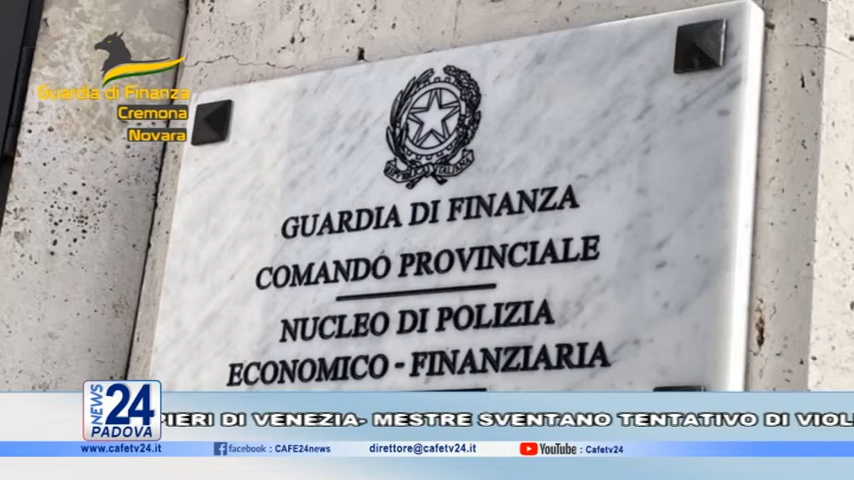 Guardia di Finanza
Cremona
Novara
GUARDIA DI FINANZA
COMANDO PROVINCIALE
NUCLEO DI POLIZIA
ECONOMICO - FINANZIARIA
NEWS
24
PADOVA
PIERI DI VENEZIA- MESTRE SVENTANO TENTATIVO DI VIOL
www.cafetv24.it
facebook : CAFE24news
direttore@cafetv24.it
YouTube : Cafetv24